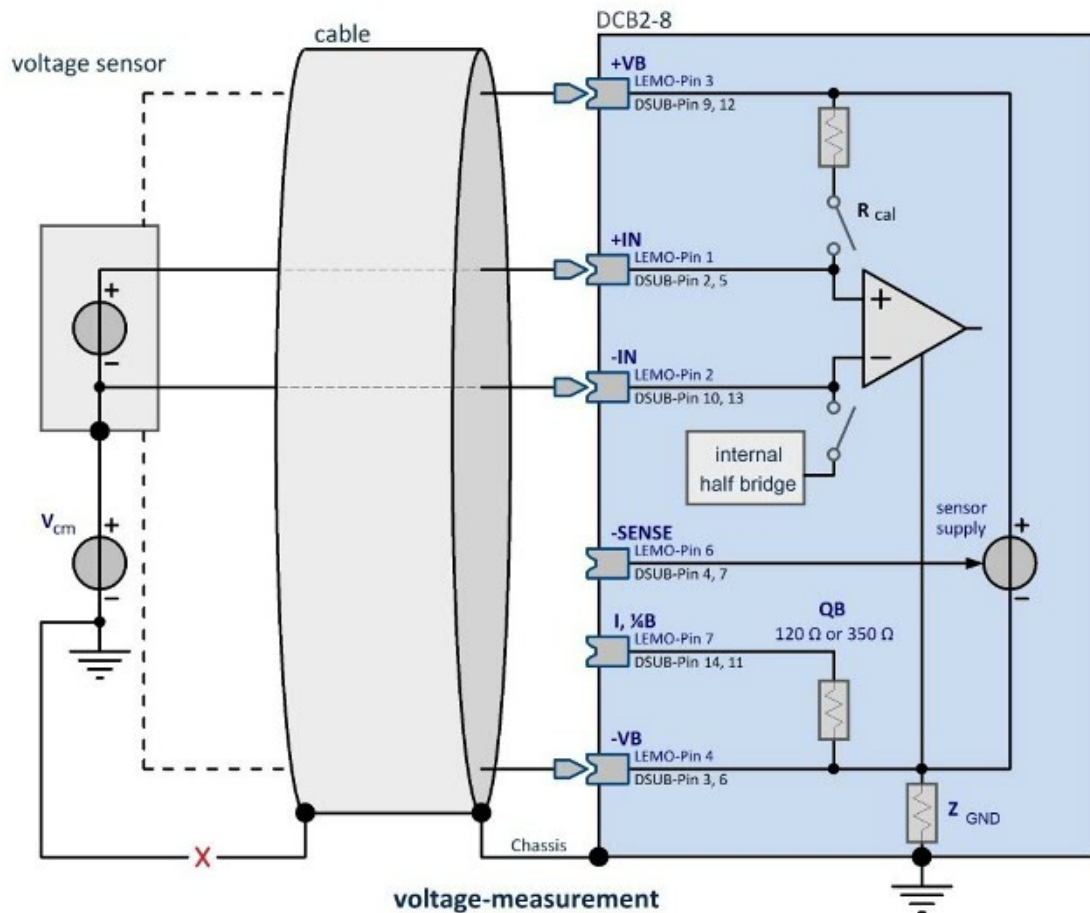 DCB2-8
cable
voltage sensor
+VB
LEMO-Pin 3
DSUB-Pin 9, 12
R cal
+IN
LEMO-Pin 1
DSUB-Pin 2, 5
+
+
−
−
-IN
LEMO-Pin 2
DSUB-Pin 10, 13
internal
half bridge
Vcm
+
−
-SENSE
LEMO-Pin 6
DSUB-Pin 4, 7
sensor
supply
+
−
I, ¼B
LEMO-Pin 7
DSUB-Pin 14, 11
QB
120 Ω or 350 Ω
-VB
LEMO-Pin 4
DSUB-Pin 3, 6
Z GND
X
Chassis
voltage-measurement